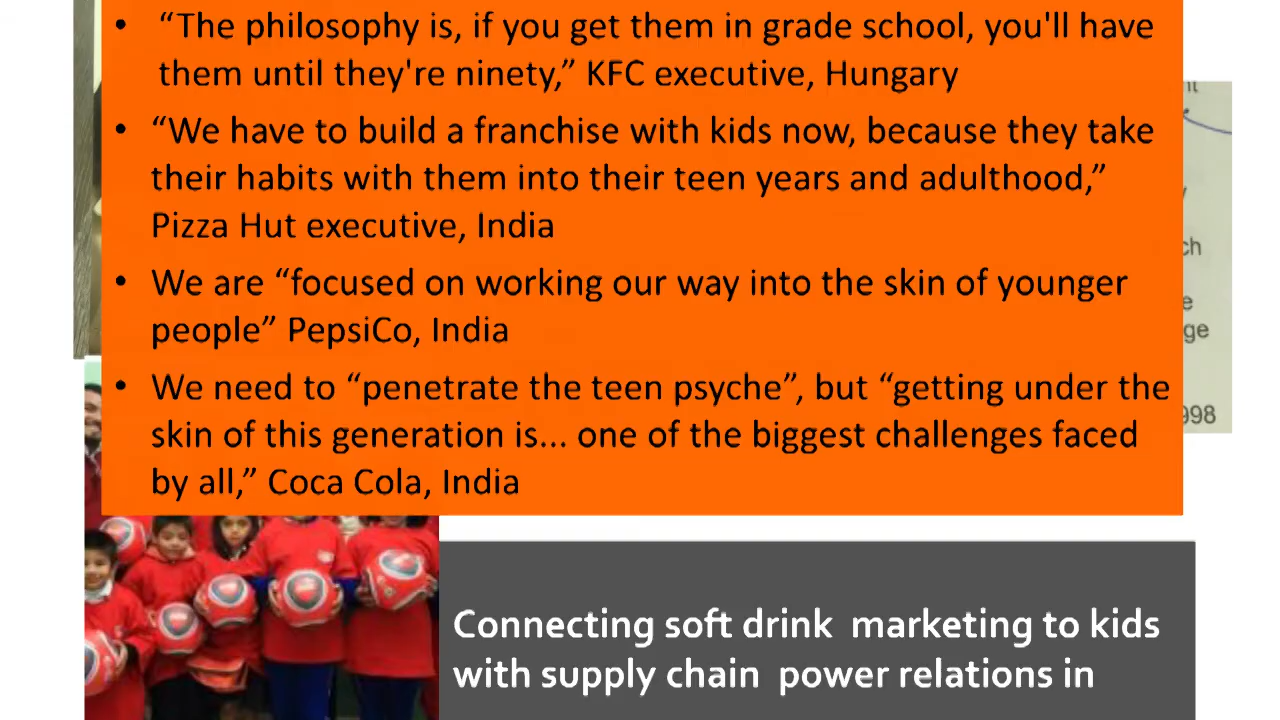 • “The philosophy is, if you get them in grade school, you'll have
them until they're ninety,” KFC executive, Hungary
• “We have to build a franchise with kids now, because they take
their habits with them into their teen years and adulthood,”
Pizza Hut executive, India
• We are “focused on working our way into the skin of younger
people” PepsiCo, India
• We need to “penetrate the teen psyche”, but “getting under the
skin of this generation is... one of the biggest challenges faced
by all,” Coca Cola, India
Connecting soft drink marketing to kids
with supply chain power relations in